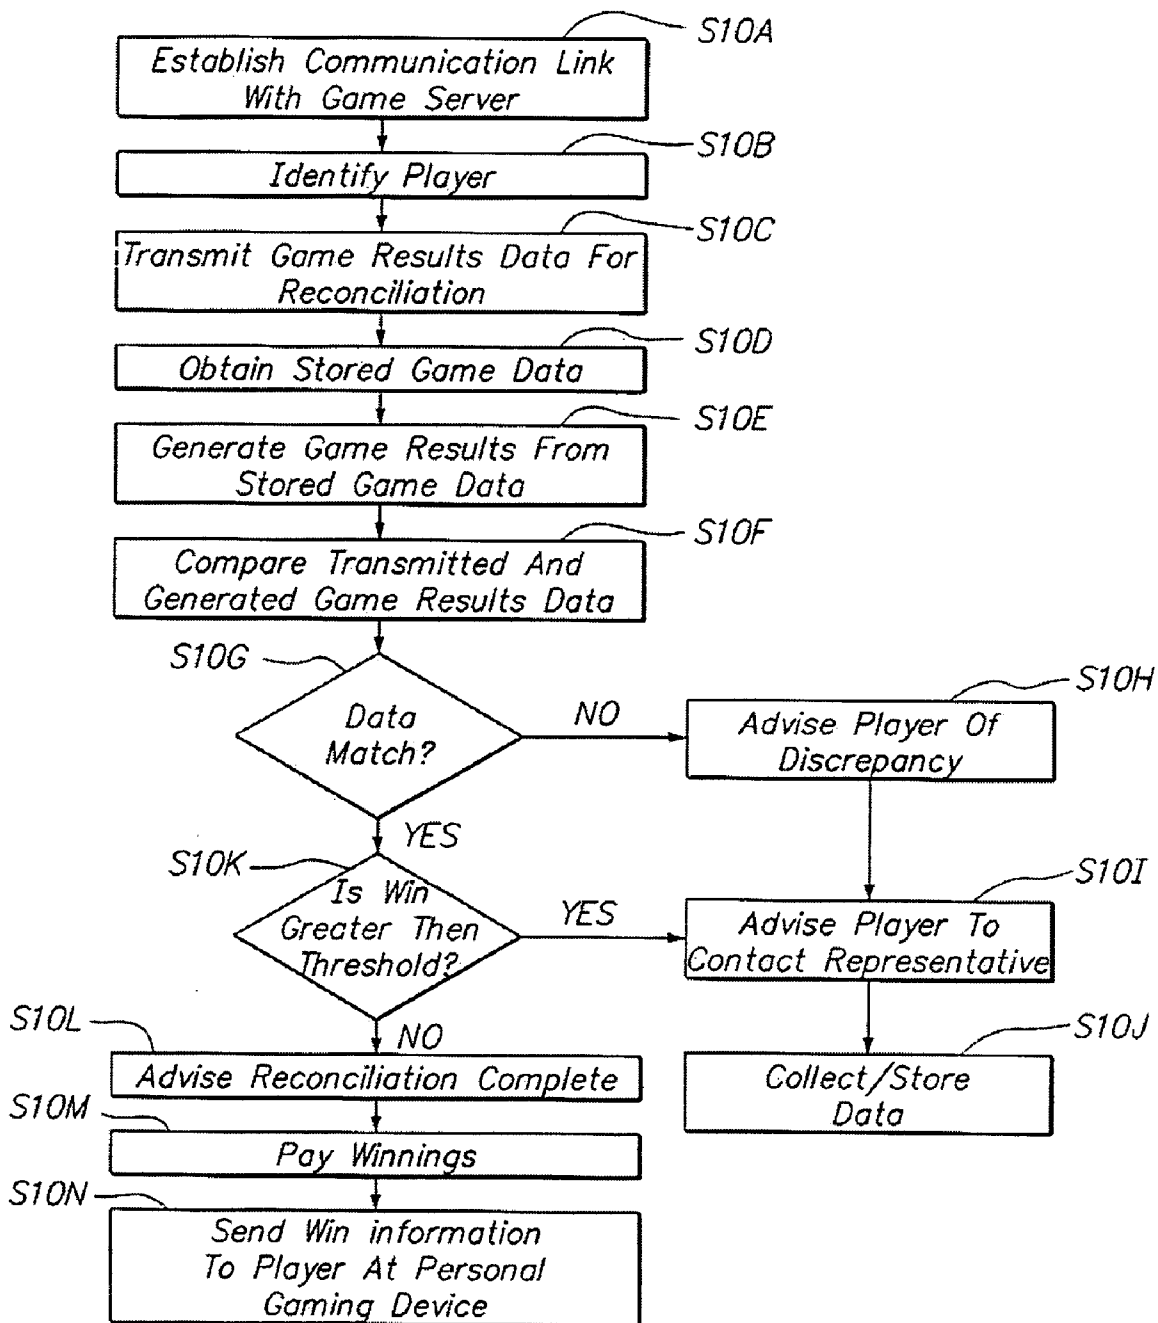 S10A
Establish Communication Link
With Game Server
S10B
Identify Player
S10C
Transmit Game Results Data For
Reconciliation
S10D
Obtain Stored Game Data
S10E
Generate Game Results From
Stored Game Data
S10F
Compare Transmitted And
Generated Game Results Data
S10G
Data
Match?
NO
S10H
Advise Player Of
Discrepancy
YES
S10K
Is Win
Greater Then
Threshold?
YES
S10I
Advise Player To
Contact Representative
NO
S10L
Advise Reconciliation Complete
S10J
Collect/Store
Data
S10M
Pay Winnings
S10N
Send Win information
To Player At Personal
Gaming Device